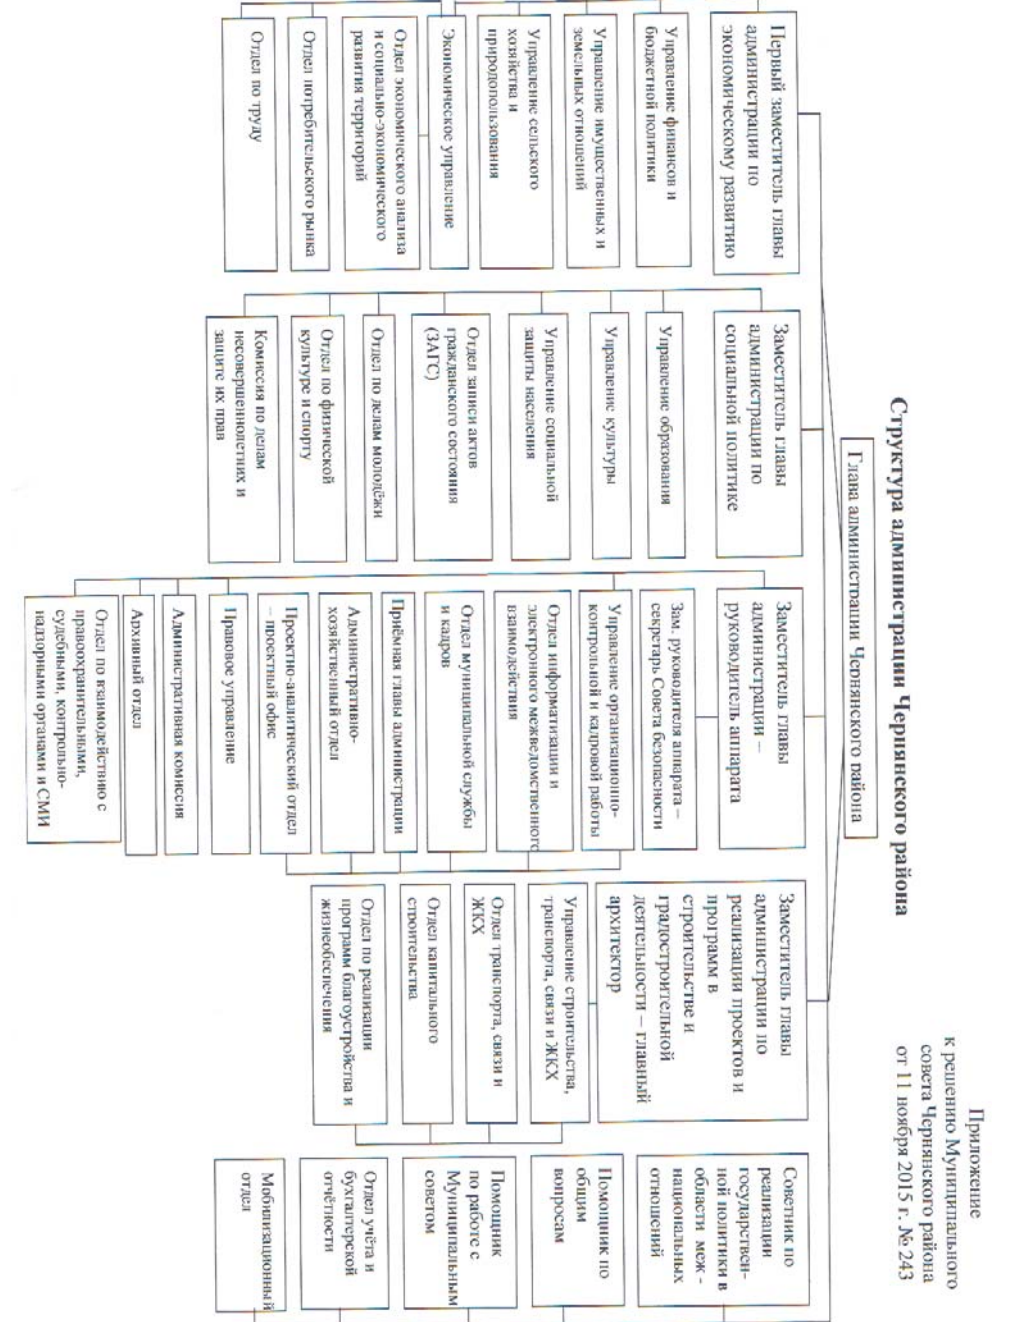 Приложение
к решению Муниципального
совета Чернянского района
от 11 ноября 2015 г. № 243
Структура администрации Чернянского района
Глава администрации Чернянского района
Первый заместитель главы
администрации по
экономическому развитию
Управление финансов и
бюджетной политики
Управление имущественных и
земельных отношений
Управление сельского
хозяйства и
природопользования
Экономическое управление
Отдел экономического анализа
и социально-экономического
развития территорий
Отдел потребительского рынка
Отдел по труду
Заместитель главы
администрации по
социальной политике
Управление образования
Управление культуры
Управление социальной
защиты населения
Отдел записи актов
гражданского состояния
(ЗАГС)
Отдел по делам молодёжи
Отдел по физической
культуре и спорту
Комиссия по делам
несовершеннолетних и
защите их прав
Заместитель главы
администрации –
руководитель аппарата
Зам. руководителя аппарата –
секретарь Совета безопасности
Управление организационно-
контрольной и кадровой работы
Отдел информатизации и
электронного межведомственного
взаимодействия
Отдел муниципальной службы
и кадров
Приёмная главы администрации
Административно-
хозяйственный отдел
Проектно-аналитический отдел
– проектный офис
Правовое управление
Административная комиссия
Архивный отдел
Отдел по взаимодействию с
правоохранительными,
судебными, контрольно-
надзорными органами и СМИ
Заместитель главы
администрации по
реализации проектов и
программ в
строительстве и
градостроительной
деятельности – главный
архитектор
Управление строительства,
транспорта, связи и ЖКХ
Отдел транспорта, связи и
ЖКХ
Отдел капитального
строительства
Отдел по реализации
программ благоустройства и
жизнеобеспечения
Советник по
реализации
государствен-
ной политики в
области меж -
национальных
отношений
Помощник по
общим
вопросам
Помощник
по работе с
Муниципальным
советом
Отдел учёта и
бухгалтерской
отчётности
Мобилизационный
отдел